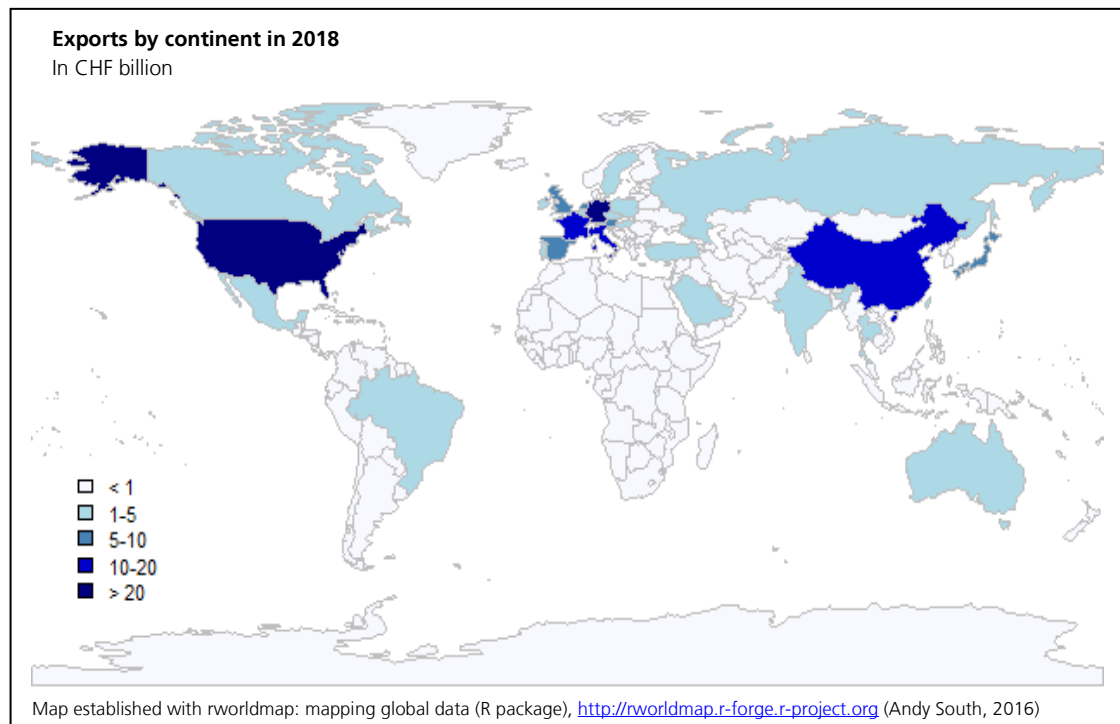 Exports by continent in 2018
In CHF billion
< 1
1-5
5-10
10-20
> 20
Map established with rworldmap: mapping global data (R package), http://rworldmap.r-forge.r-project.org (Andy South, 2016)